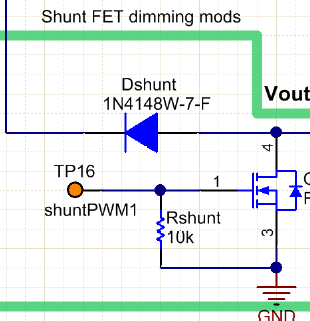 Shunt FET dimming mods
Dshunt
1N4148W-7-F
Vout
4
TP16
1
shuntPWM1
Rshunt
10k
3
GND